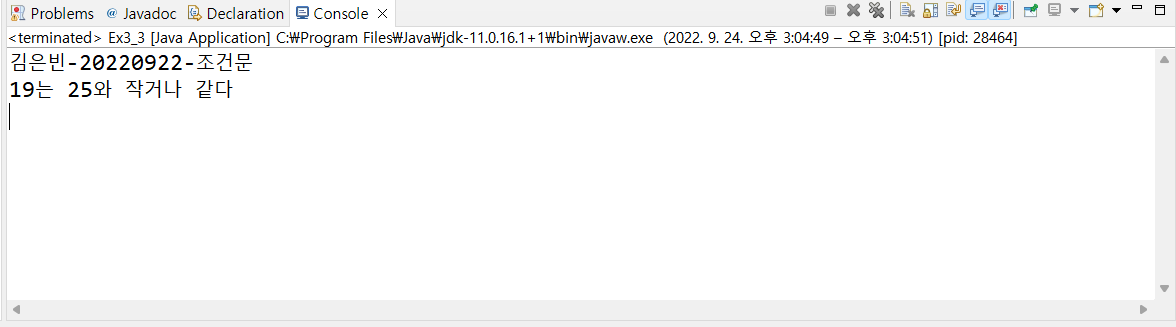 Problems @ Javadoc Declaration Console
<terminated> Ex3_3 [Java Application] C:₩Program Files₩Java₩jdk-11.0.16.1+1₩bin₩javaw.exe (2022. 9. 24. 오후 3:04:49 – 오후 3:04:51) [pid: 28464]
김은빈-20220922-조건문
19는 25와 작거나 같다